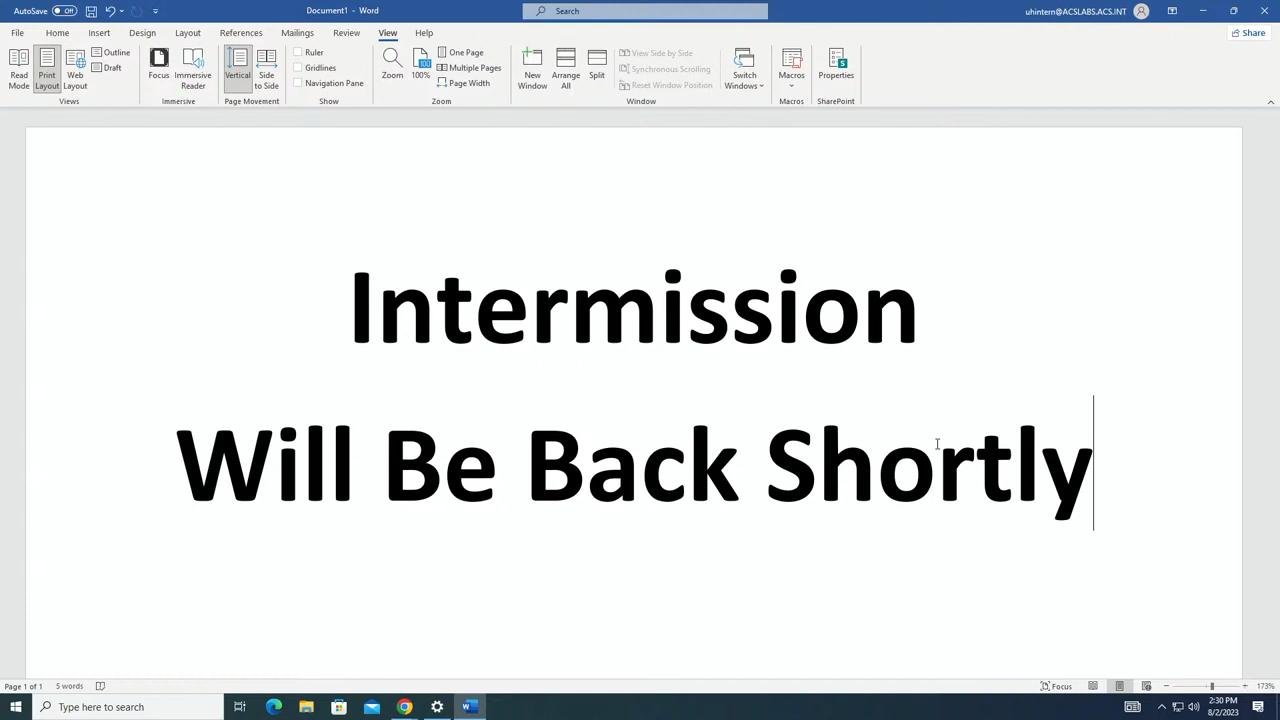 AutoSave Off Document1 - Word Search uhintern@ACSLABS.ACS.INT
File Home Insert Design Layout References Mailings Review View Help Share
Read Mode Print Layout Web Layout Outline Draft
Views
Focus Immersive Reader
Immersive
Vertical Side to Side
Page Movement
Ruler
Gridlines
Navigation Pane
Show
Zoom 100% One Page
Multiple Pages
Page Width
Zoom
New Window Arrange All Split
View Side by Side
Synchronous Scrolling
Reset Window Position
Switch Windows
Window
Macros
Macros
Properties
SharePoint
Intermission
Will Be Back Shortly
Page 1 of 1 5 words Focus 173%
Type here to search 2:30 PM
8/2/2023